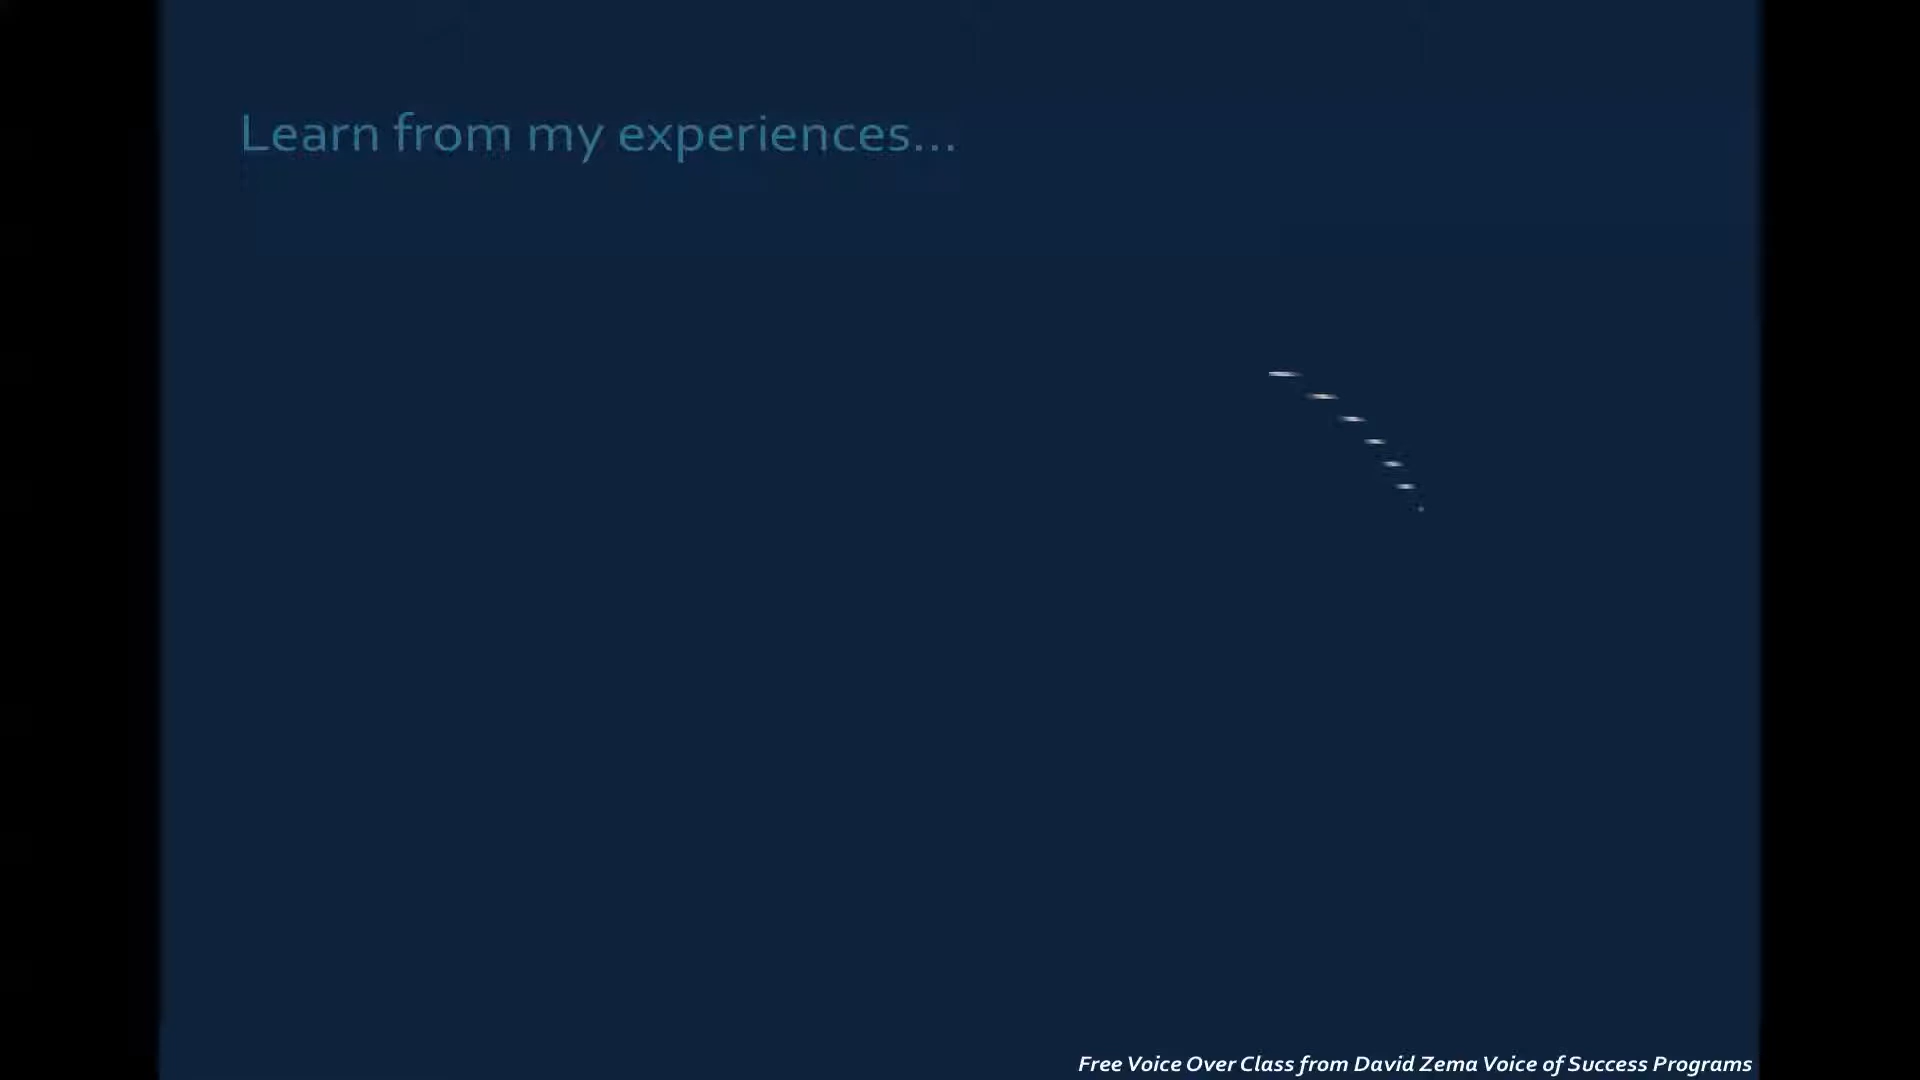 Learn from my experiences...
Free Voice Over Class from David Zema Voice of Success Programs